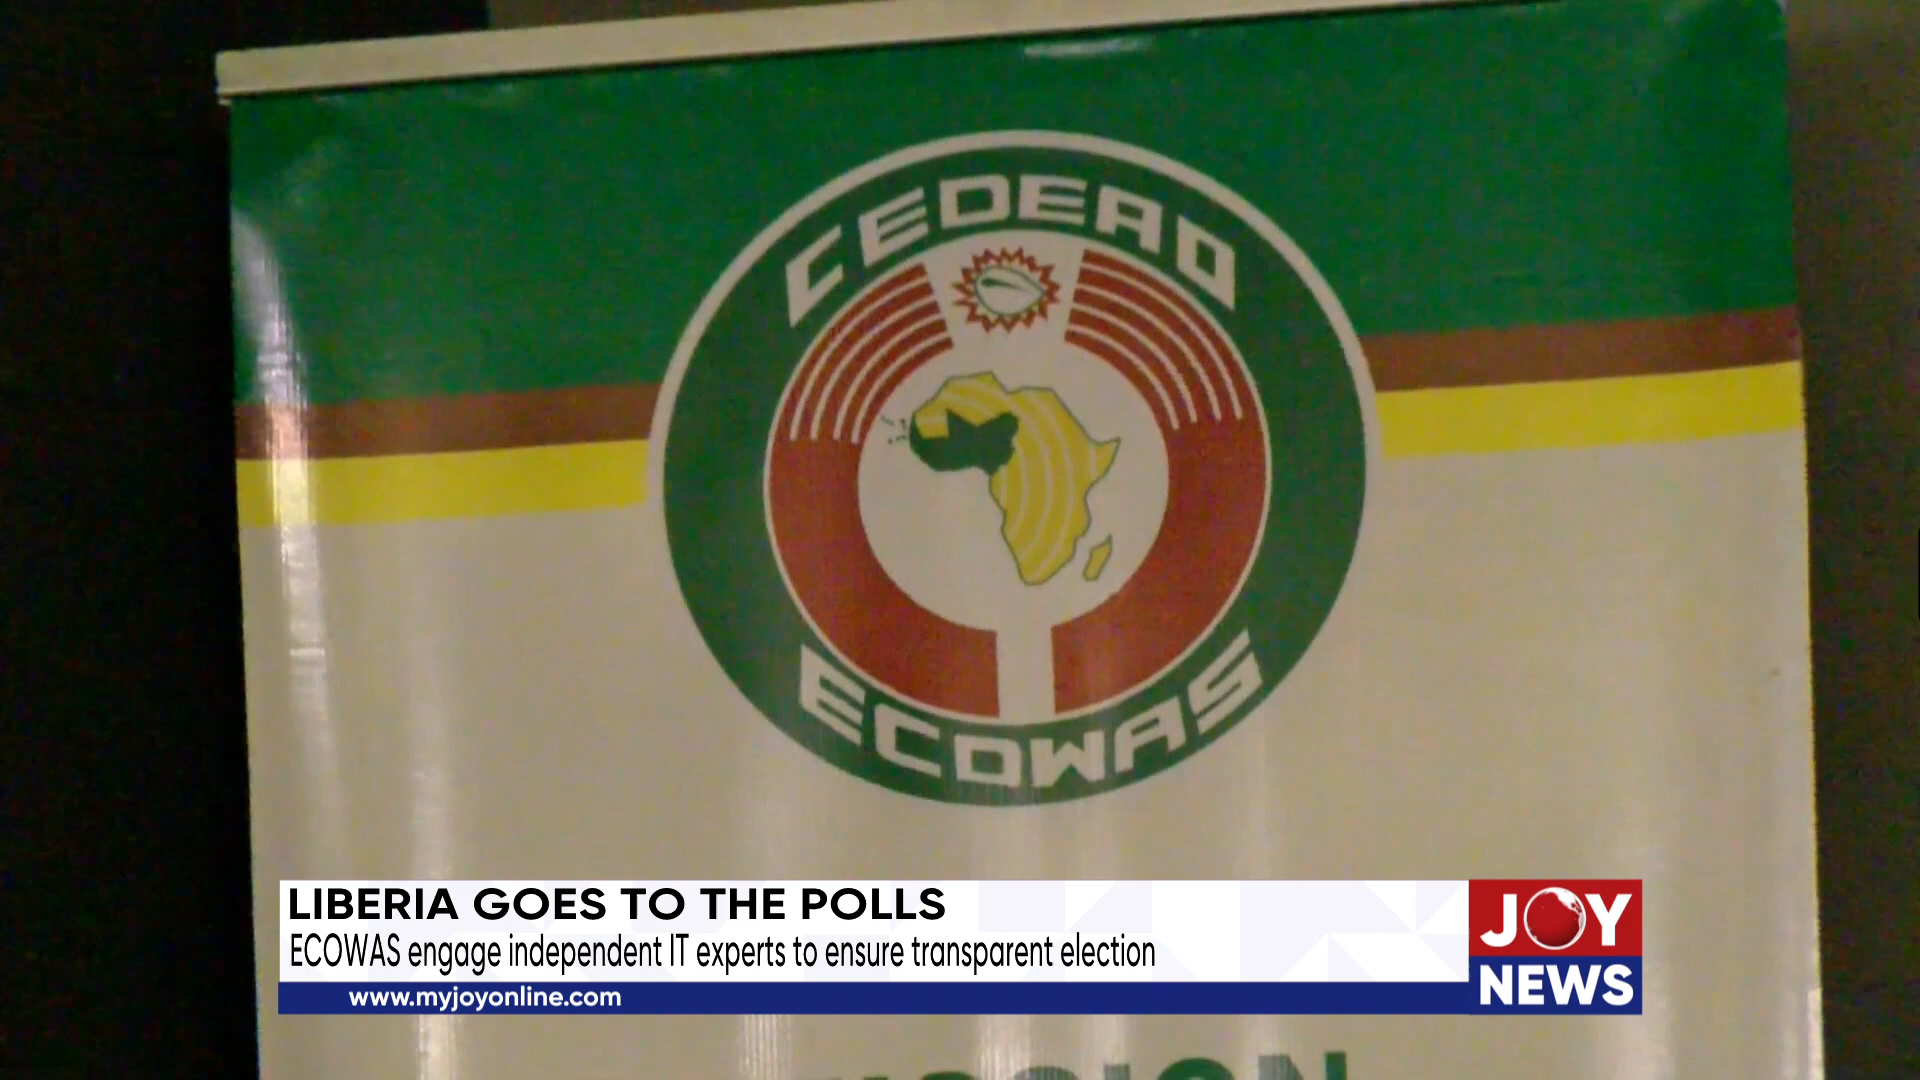 CEDEAO
ECOWAS
LIBERIA GOES TO THE POLLS
ECOWAS engage independent IT experts to ensure transparent election
www.myjoyonline.com
JOY
NEWS